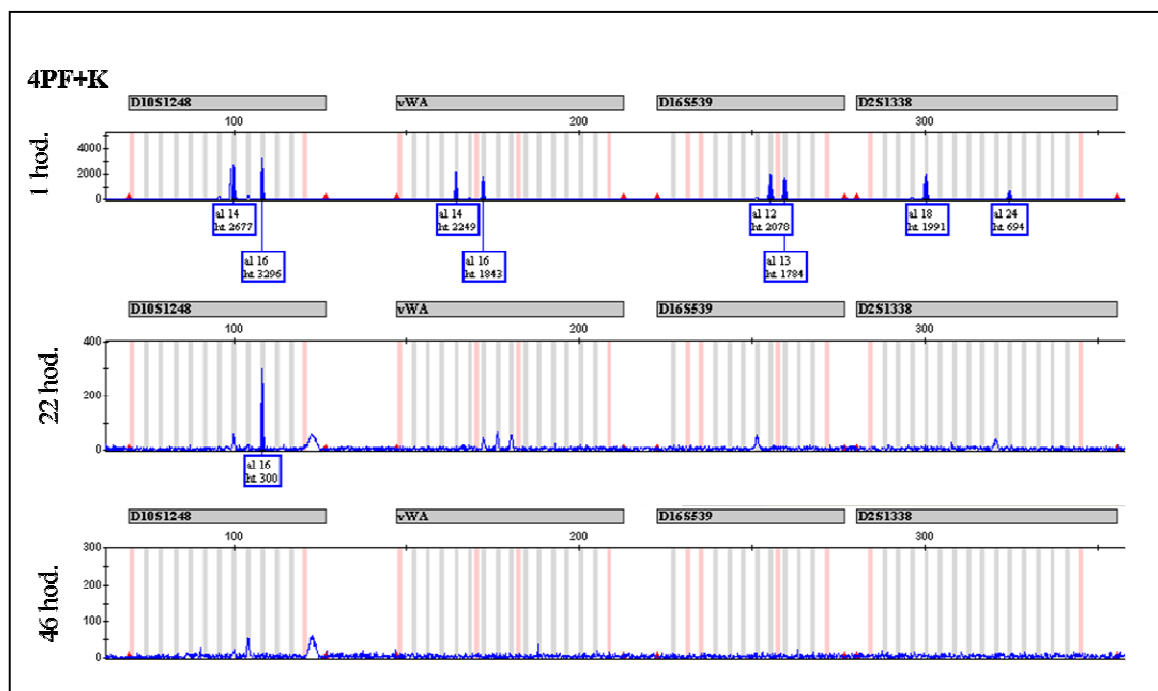 4PF+K
D10S1248 vWA D16S539 D2S1338
100 200 300
1 hod.
4000
2000
0
al 14
ht 2677
al 16
ht 3296
al 14
ht 2249
al 16
ht 1843
al 12
ht 2078
al 13
ht 1784
al 18
ht 1991
al 24
ht 694
D10S1248 vWA D16S539 D2S1338
100 200 300
22 hod.
400
200
0
al 16
ht 300
D10S1248 vWA D16S539 D2S1338
100 200 300
46 hod.
300
200
100
0